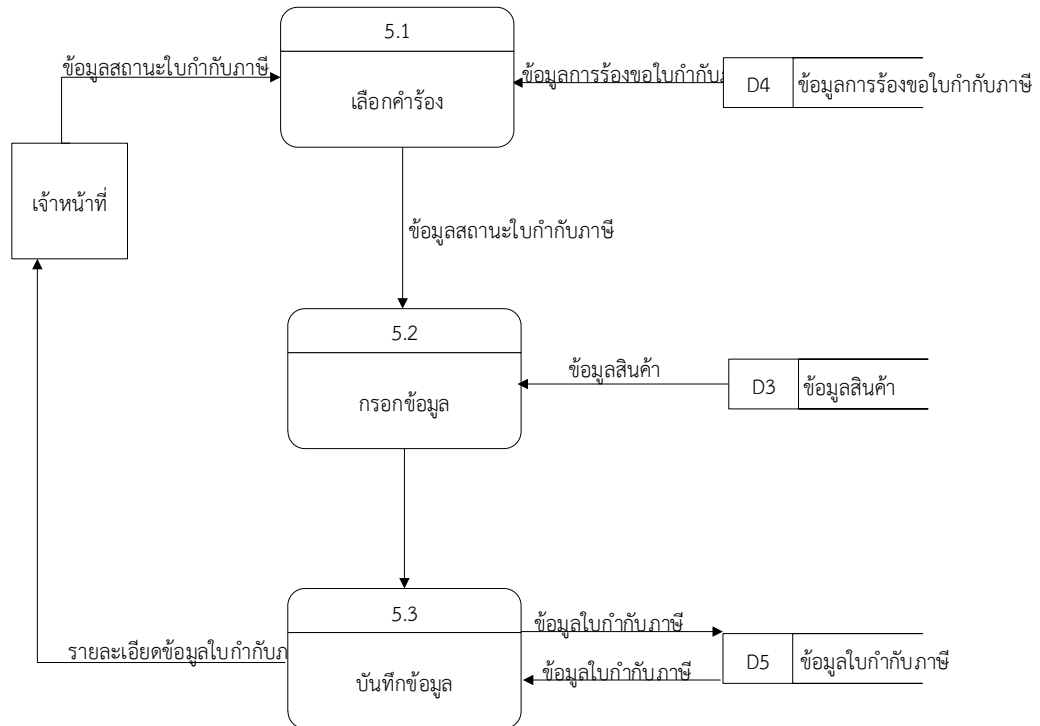 5.1
ข้อมูลสถานะใบกำกับภาษี
เลือกคำร้อง
ข้อมูลการร้องขอใบกำกับภ
D4
ข้อมูลการร้องขอใบกำกับภาษี
เจ้าหน้าที่
ข้อมูลสถานะใบกำกับภาษี
5.2
กรอกข้อมูล
ข้อมูลสินค้า
D3
ข้อมูลสินค้า
5.3
บันทึกข้อมูล
รายละเอียดข้อมูลใบกำกับภ
ข้อมูลใบกำกับภาษี
ข้อมูลใบกำกับภาษี
D5
ข้อมูลใบกำกับภาษี